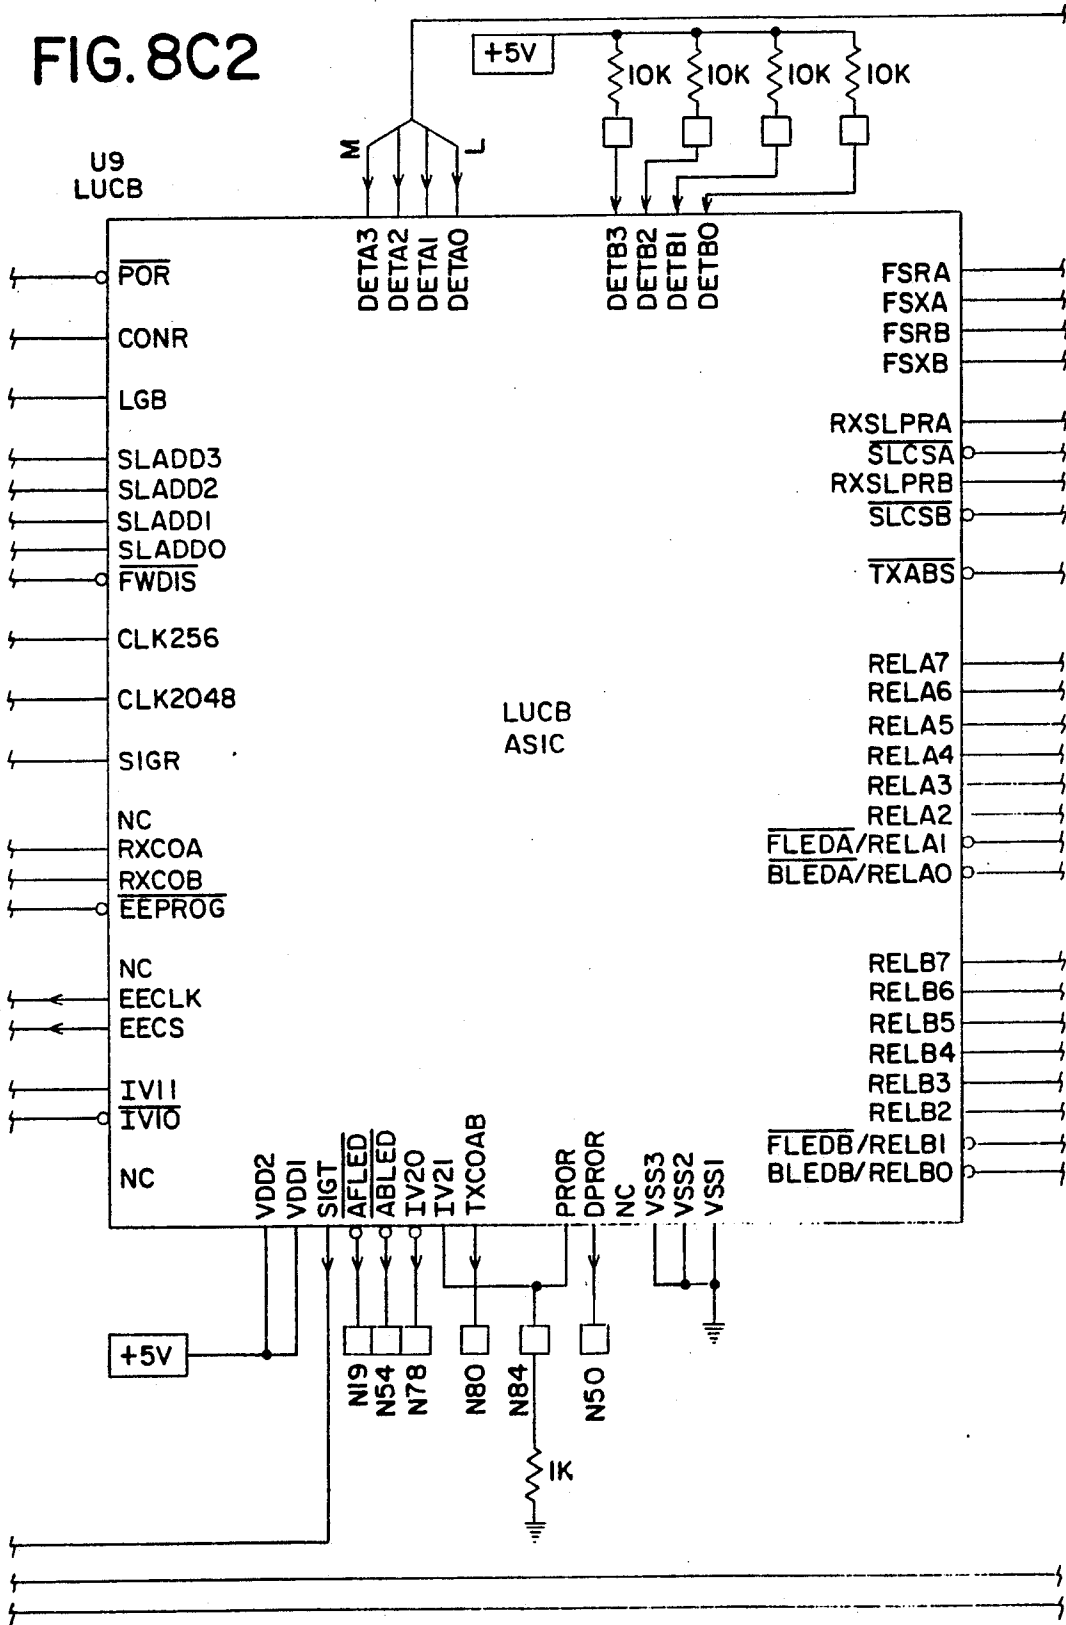 FIG. 8C2
+5V
10K 10K 10K 10K
M L
U9
LUCB
DETA3
DETA2
DETA1
DETA0
DETB3
DETB2
DETB1
DETB0
POR
CONR
LGB
SLADD3
SLADD2
SLADD1
SLADD0
FWDIS
CLK256
CLK2048
SIGR
NC
RXCOA
RXCOB
EEPROG
NC
EECLK
EECS
IV11
IV10
NC
LUCB
ASIC
FSRA
FSXA
FSRB
FSXB
RXSLPRA
SLCSA
RXSLPRB
SLCSB
TXABS
RELA7
RELA6
RELA5
RELA4
RELA3
RELA2
FLEDA/RELA1
BLEDA/RELA0
RELB7
RELB6
RELB5
RELB4
RELB3
RELB2
FLEDB/RELB1
BLEDB/RELB0
VDD2
VDD1
SIGT
AFLED
ABLED
IV20
IV21
TXCOAB
PROR
DPROR
NC
VSS3
VSS2
VSS1
+5V
N19
N54
N78
N80
N84
N50
1K